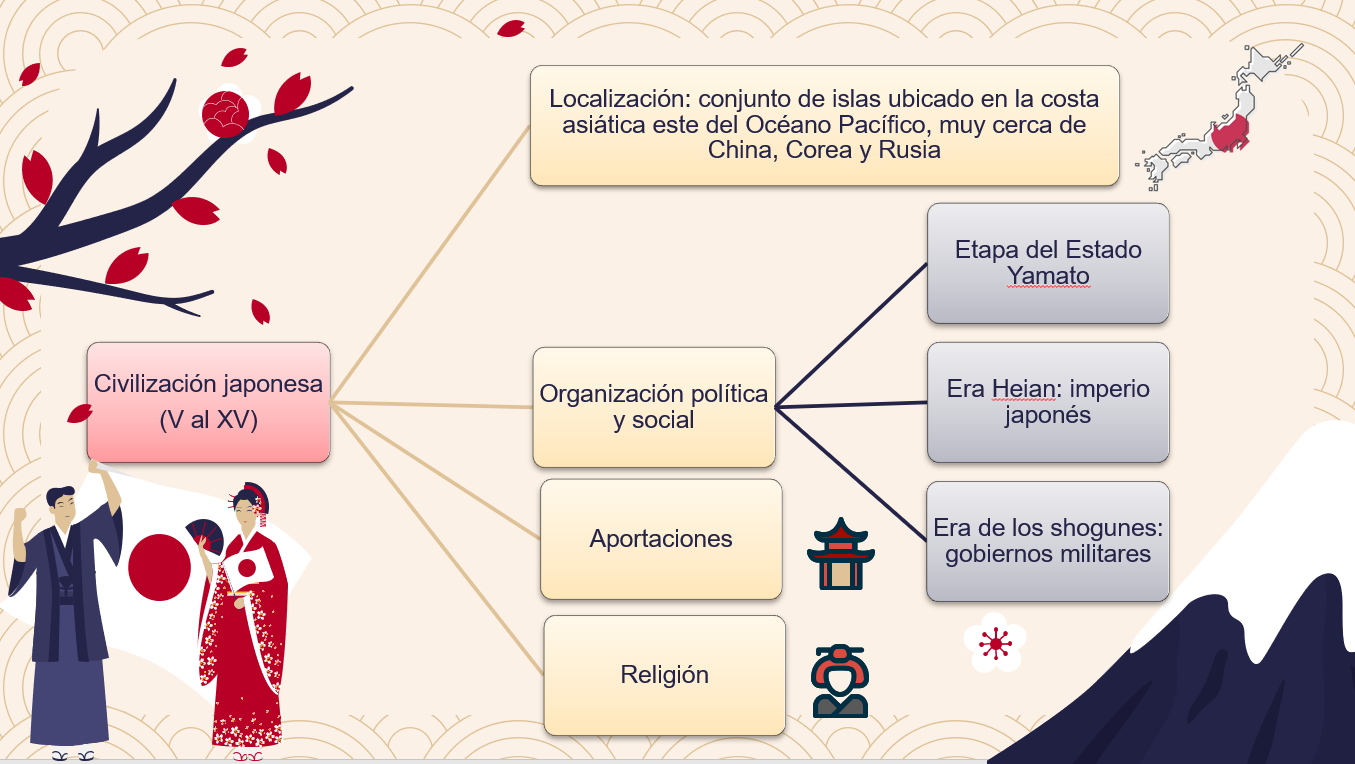 Localización: conjunto de islas ubicado en la costa
asiática este del Océano Pacífico, muy cerca de
China, Corea y Rusia
Etapa del Estado
Yamato
Civilización japonesa
(V al XV)
Organización política
y social
Era Heian: imperio
japonés
Era de los shogunes:
gobiernos militares
Aportaciones
Religión